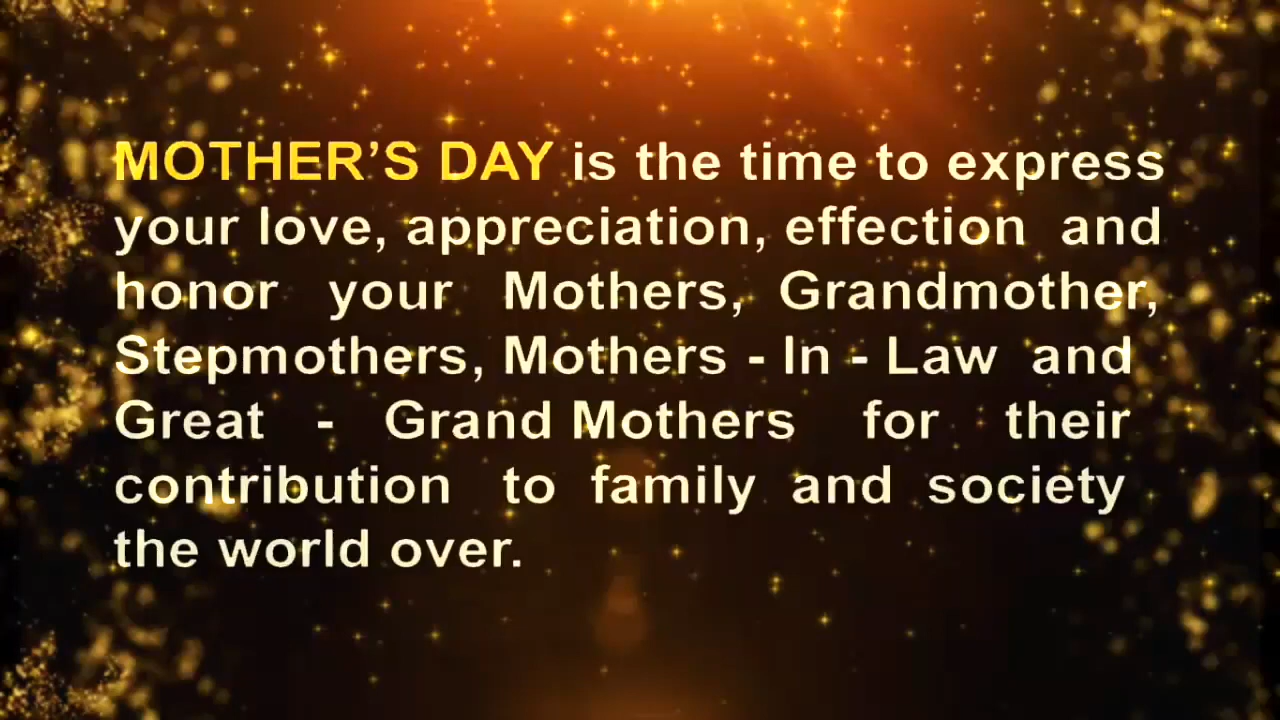 MOTHER’S DAY is the time to express
your love, appreciation, effection and
honor your Mothers, Grandmother,
Stepmothers, Mothers - In - Law and
Great - Grand Mothers for their
contribution to family and society
the world over.